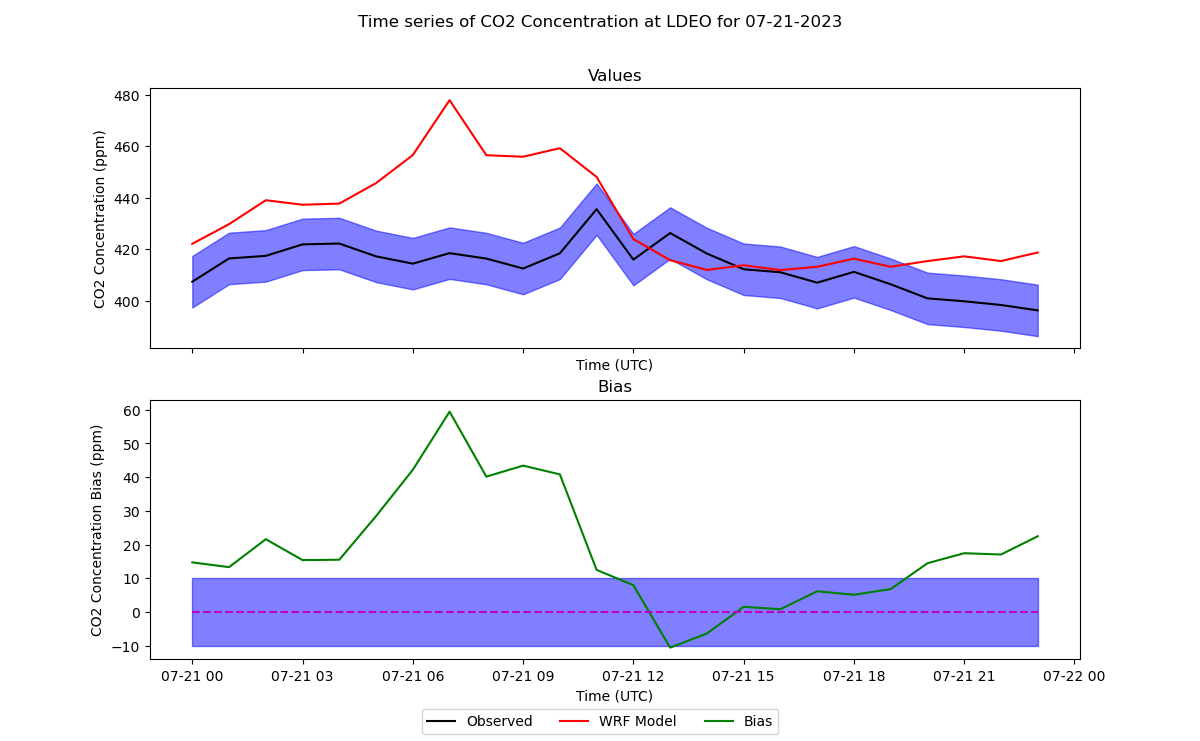 Time series of CO2 Concentration at LDEO for 07-21-2023
Values
CO2 Concentration (ppm)
480
460
440
420
400
Time (UTC)
Bias
CO2 Concentration Bias (ppm)
60
50
40
30
20
10
0
−10
07-21 00 07-21 03 07-21 06 07-21 09 07-21 12 07-21 15 07-21 18 07-21 21 07-22 00
Time (UTC)
Observed WRF Model Bias